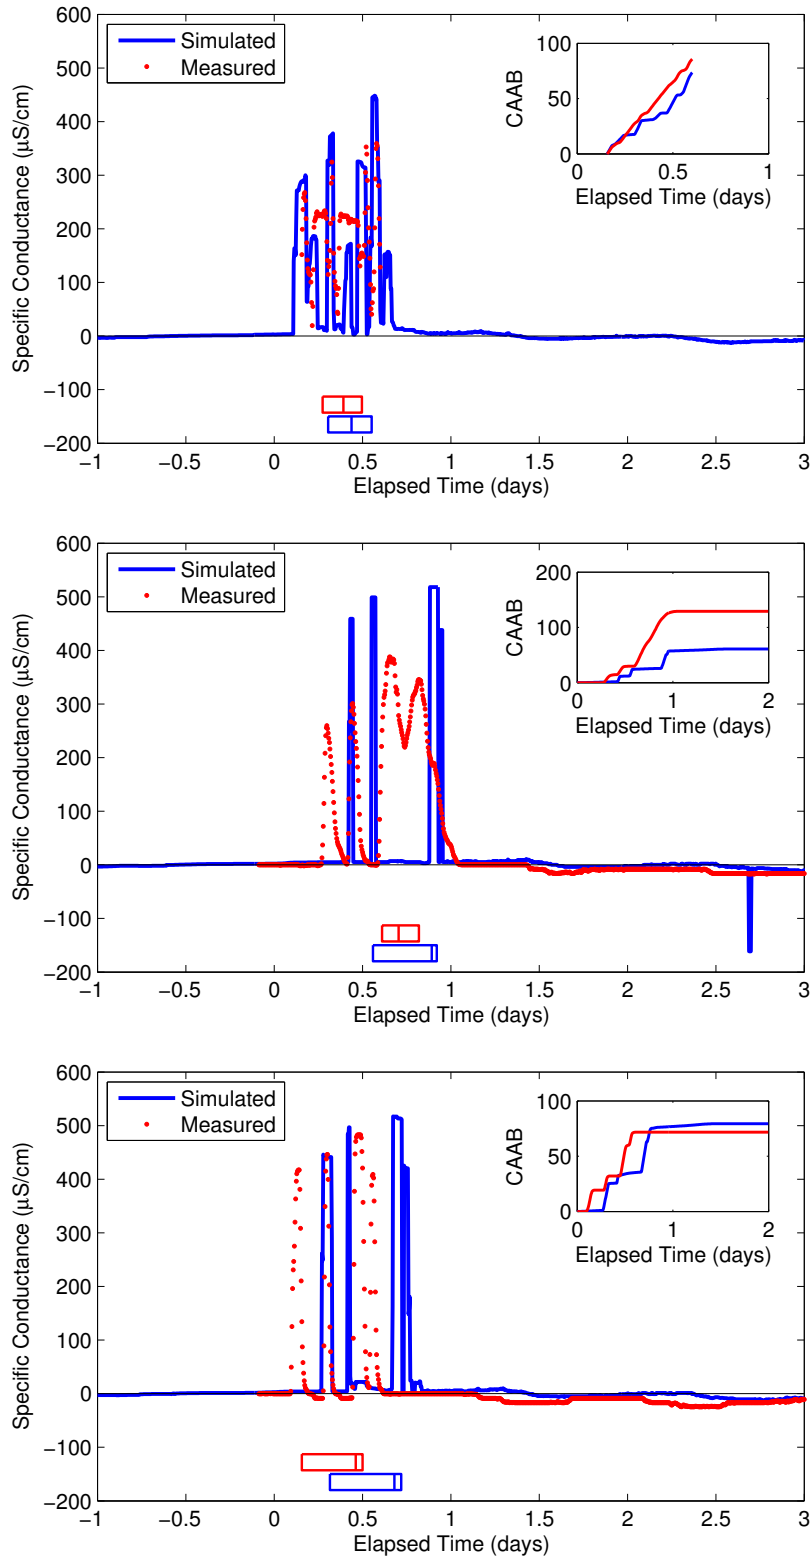 600
500
400
300
200
100
0
−100
−200
Specific Conductance (μS/cm)
Simulated
Measured
100
50
0
CAAB
0 0.5 1
Elapsed Time (days)
−1 −0.5 0 0.5 1 1.5 2 2.5 3
Elapsed Time (days)
600
500
400
300
200
100
0
−100
−200
Specific Conductance (μS/cm)
Simulated
Measured
200
100
0
CAAB
0 1 2
Elapsed Time (days)
−1 −0.5 0 0.5 1 1.5 2 2.5 3
Elapsed Time (days)
600
500
400
300
200
100
0
−100
−200
Specific Conductance (μS/cm)
Simulated
Measured
100
50
0
CAAB
0 1 2
Elapsed Time (days)
−1 −0.5 0 0.5 1 1.5 2 2.5 3
Elapsed Time (days)